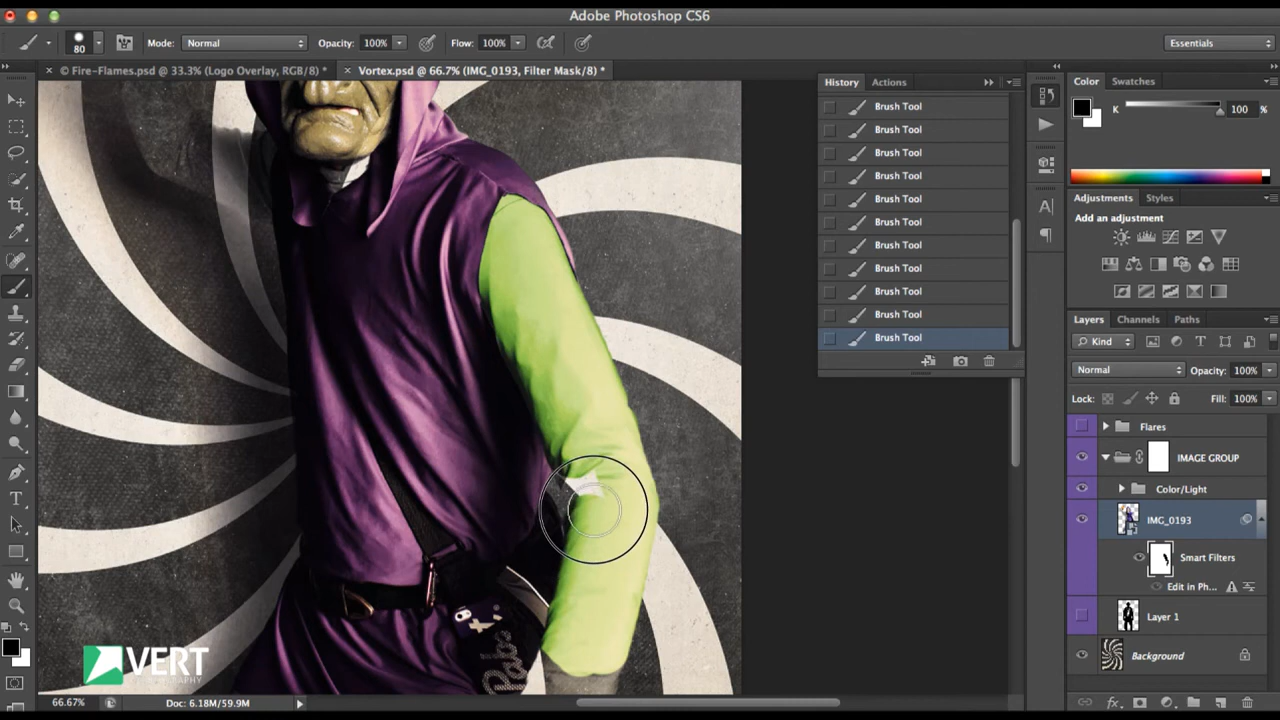 Adobe Photoshop CS6
80
Mode: Normal
Opacity: 100%
Flow: 100%
Essentials
× © Fire-Flames.psd @ 33.3% (Logo Overlay, RGB/8) *
× Vortex.psd @ 66.7% (IMG_0193, Filter Mask/8) *
History
Actions
Brush Tool
Brush Tool
Brush Tool
Brush Tool
Brush Tool
Brush Tool
Brush Tool
Brush Tool
Brush Tool
Brush Tool
Brush Tool
Color
Swatches
K
100 %
Adjustments
Styles
Add an adjustment
Layers
Channels
Paths
Kind
Normal
Opacity: 100%
Lock:
Fill: 100%
Flares
IMAGE GROUP
Color/Light
IMG_0193
Smart Filters
Edit in Ph...
Layer 1
Background
VERT
66.67%
Doc: 6.18M/59.9M